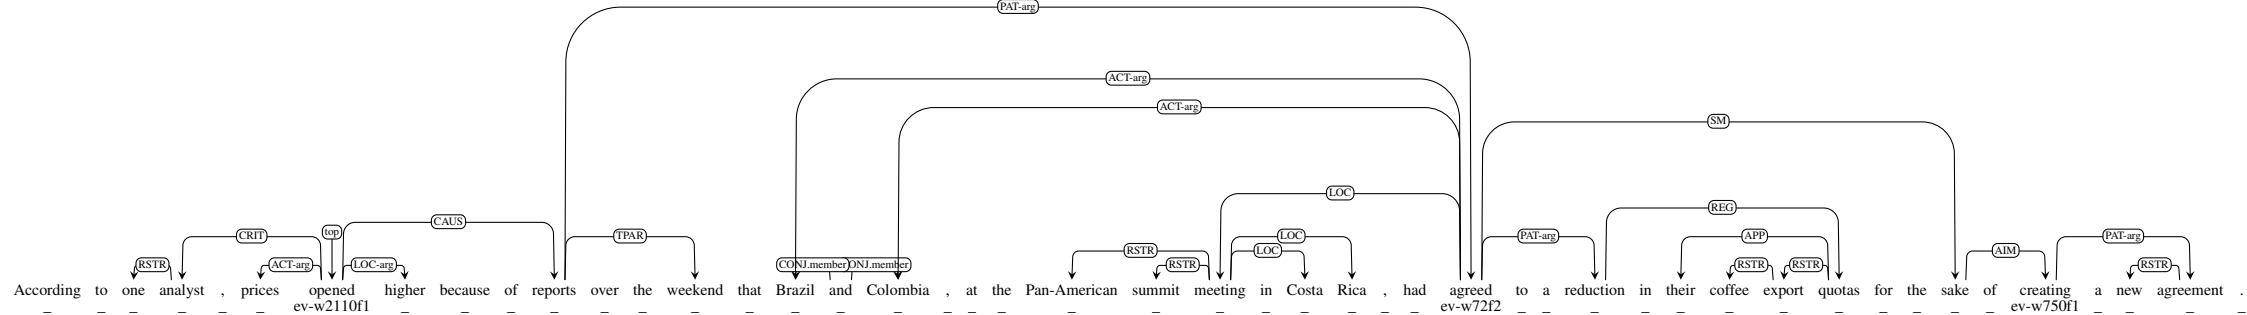 PAT-arg
ACT-arg
ACT-arg
SM
LOC
REG
CAUS
top
CRIT TPAR LOC PAT-arg APP PAT-arg
RSTR LOC AIM
RSTR ACT-arg LOC-arg CONJ.member ONJ.member RSTR RSTR RSTR RSTR
According to one analyst , prices opened higher because of reports over the weekend that Brazil and Colombia , at the Pan-American summit meeting in Costa Rica , had agreed to a reduction in their coffee export quotas for the sake of creating a new agreement .
_ _ _ _ _ _ ev-w2110f1 _ _ _ _ _ _ _ _ _ _ _ _ _ _ _ _ _ _ _ _ _ _ ev-w72f2 _ _ _ _ _ _ _ _ _ _ _ _ ev-w750f1 _ _ _ _